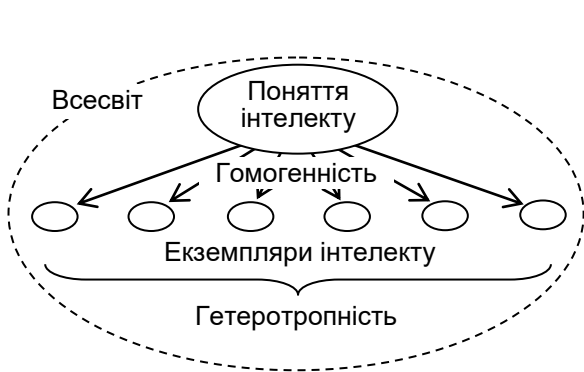 Всесвіт
Поняття
інтелекту
Гомогенність
Екземпляри інтелекту
Гетеротропність